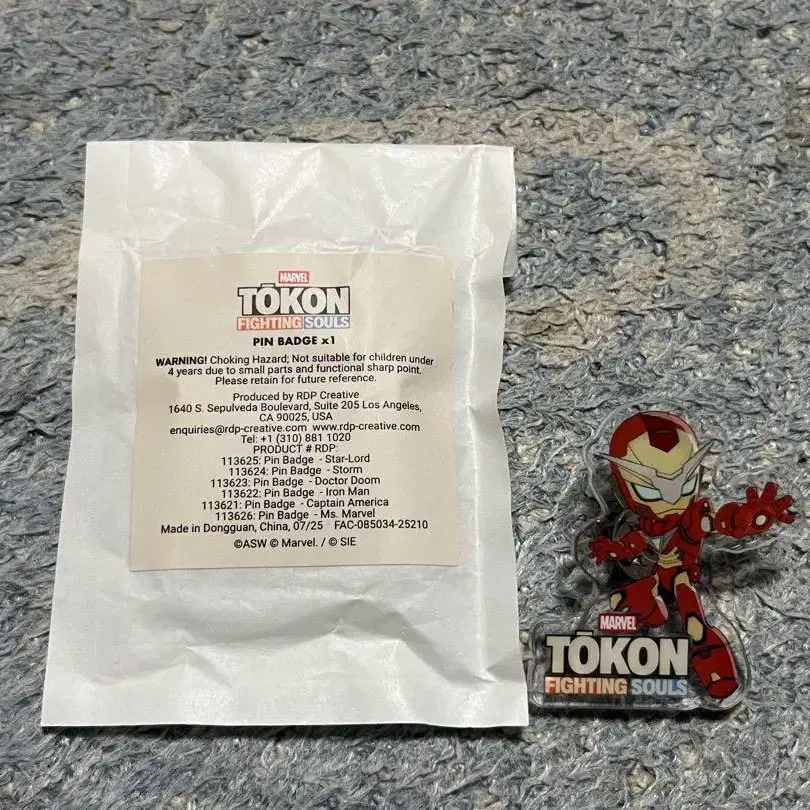 MARVEL
TŌKON
FIGHTING SOULS
PIN BADGE x1
WARNING! Choking Hazard; Not suitable for children under
4 years due to small parts and functional sharp point.
Please retain for future reference.
Produced by RDP Creative
1640 S. Sepulveda Boulevard, Suite 205 Los Angeles,
CA 90025, USA
enquiries@rdp-creative.com www.rdp-creative.com
Tel: +1 (310) 881 1020
PRODUCT # RDP:
113625: Pin Badge - Star-Lord
113624: Pin Badge - Storm
113623: Pin Badge - Doctor Doom
113622: Pin Badge - Iron Man
113621: Pin Badge - Captain America
113626: Pin Badge - Ms. Marvel
Made in Dongguan, China, 07/25 FAC-085034-25210
©ASW © Marvel. / © SIE
MARVEL
TŌKON
FIGHTING SOULS